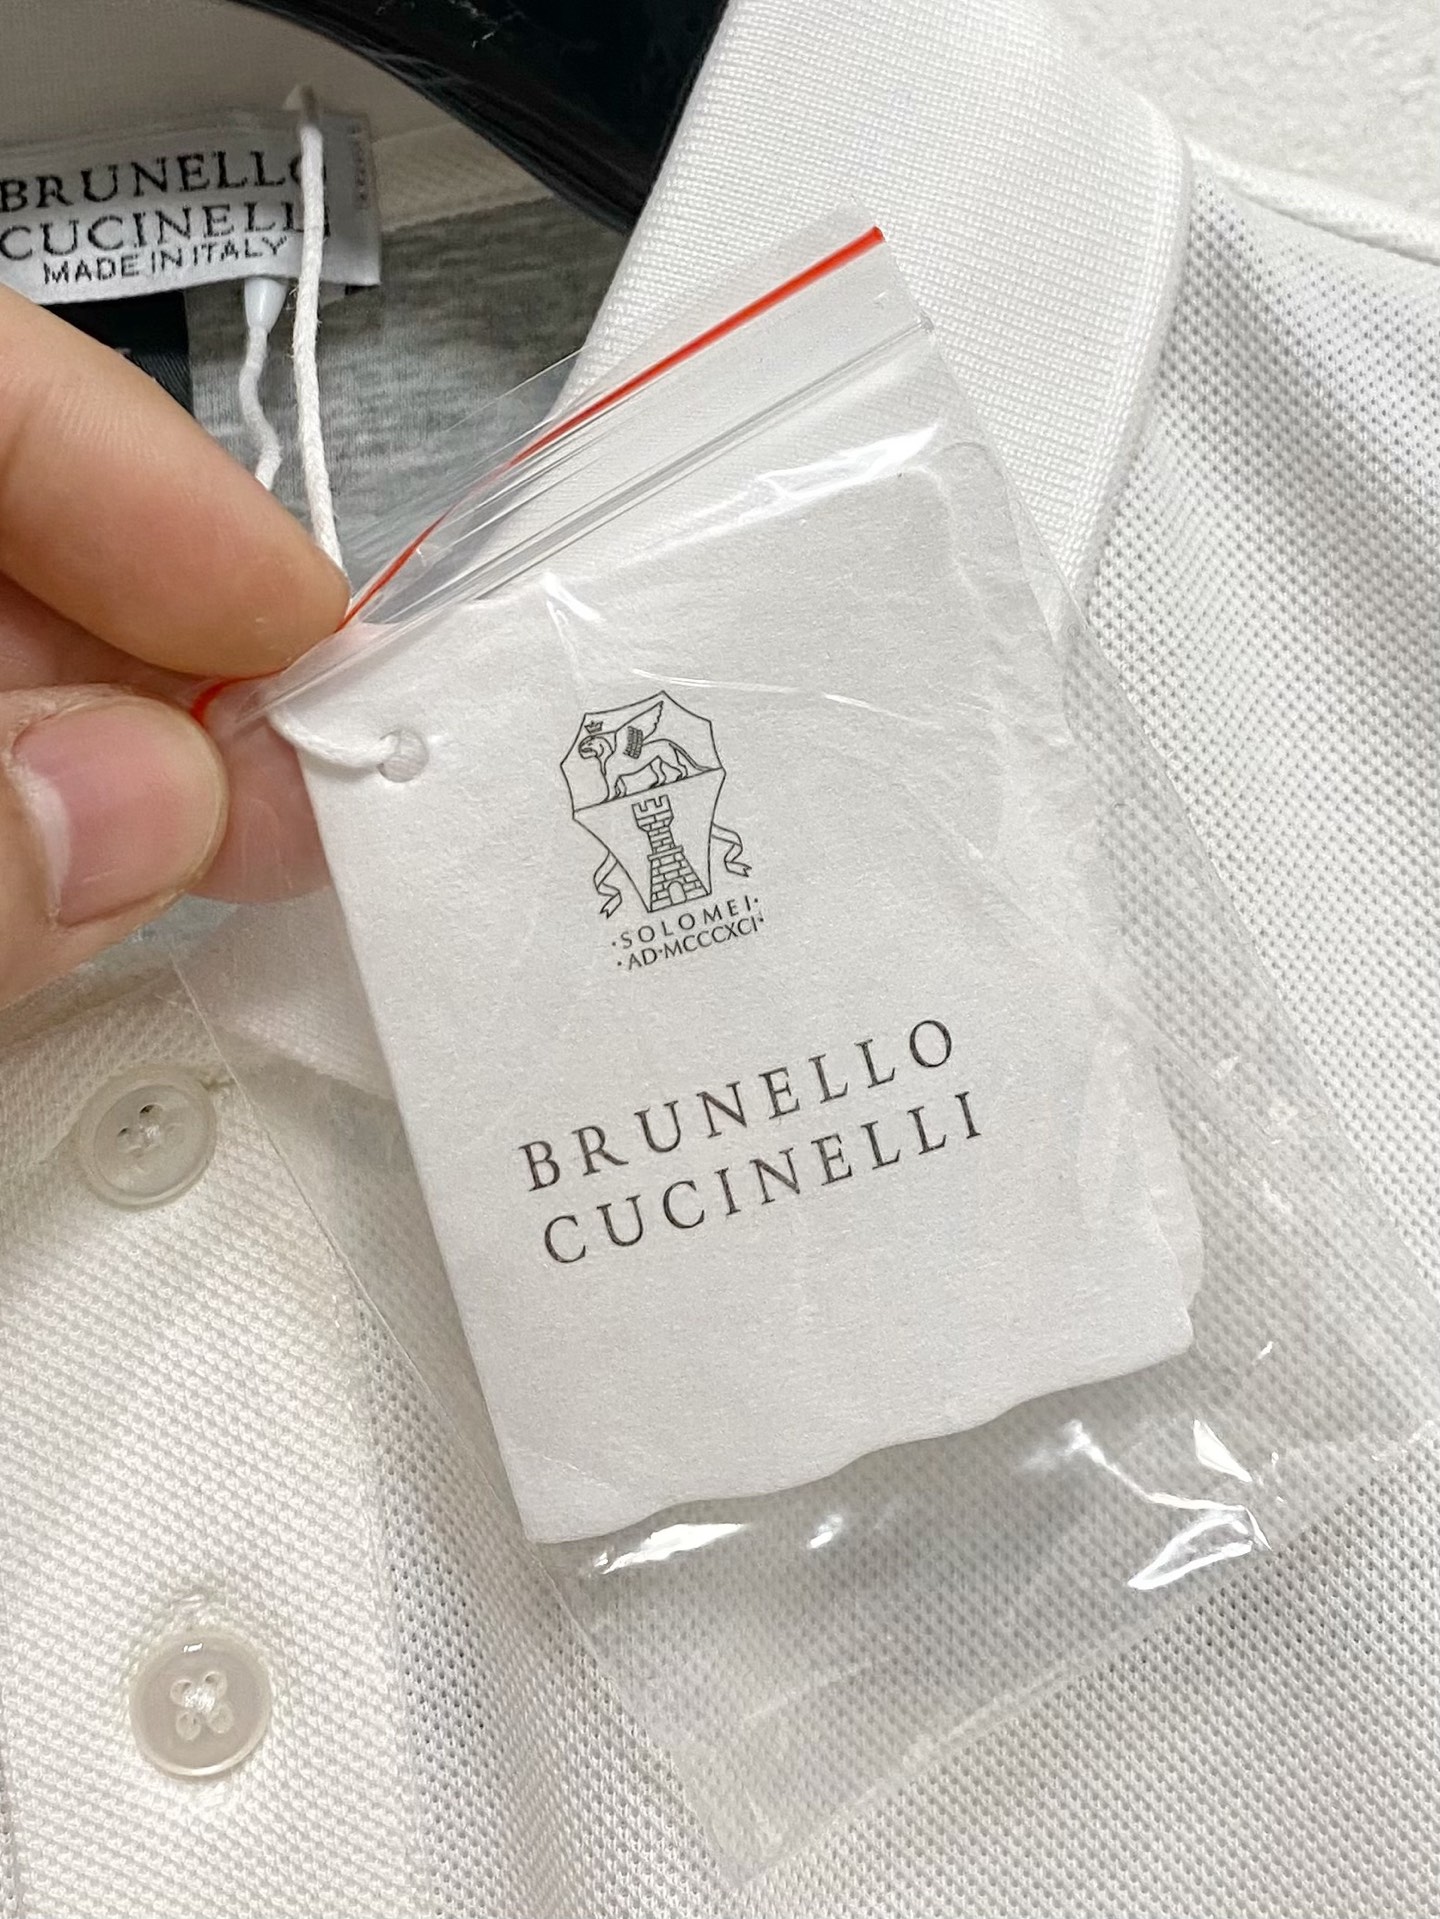 BRUNELLO
CUCINELLI
MADE IN ITALY
·SOLOMEI·
·AD·MCCCXCI·
BRUNELLO
CUCINELLI